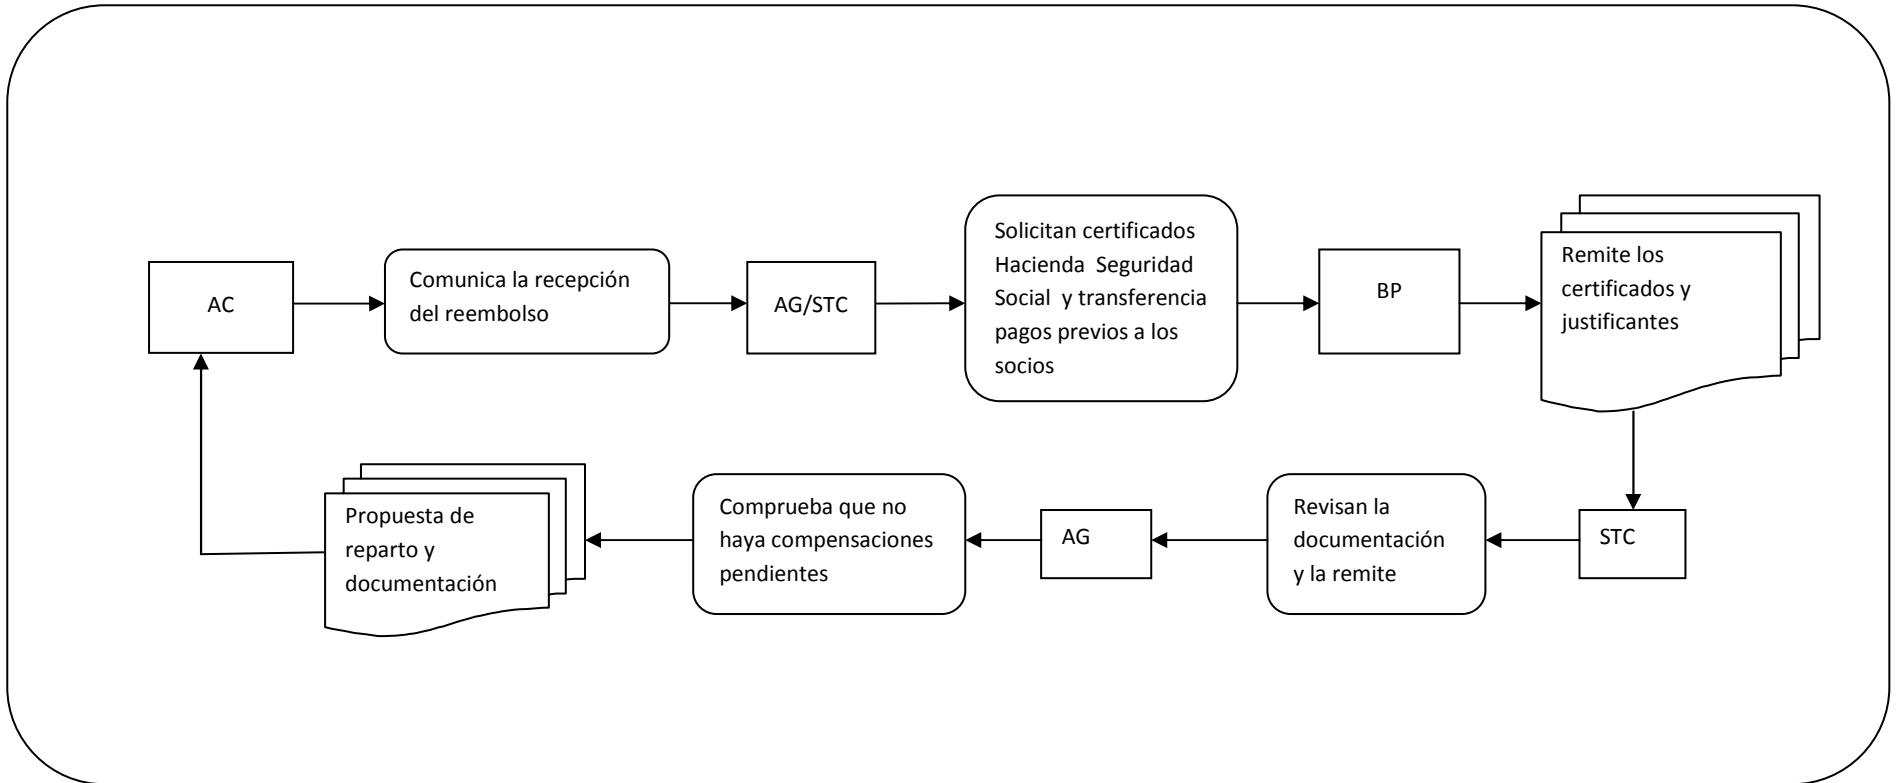 AC
Comunica la recepción
del reembolso
AG/STC
Solicitan certificados
Hacienda Seguridad
Social y transferencia
pagos previos a los
socios
BP
Remite los
certificados y
justificantes
STC
Revisan la
documentación
y la remite
AG
Comprueba que no
haya compensaciones
pendientes
Propuesta de
reparto y
documentación